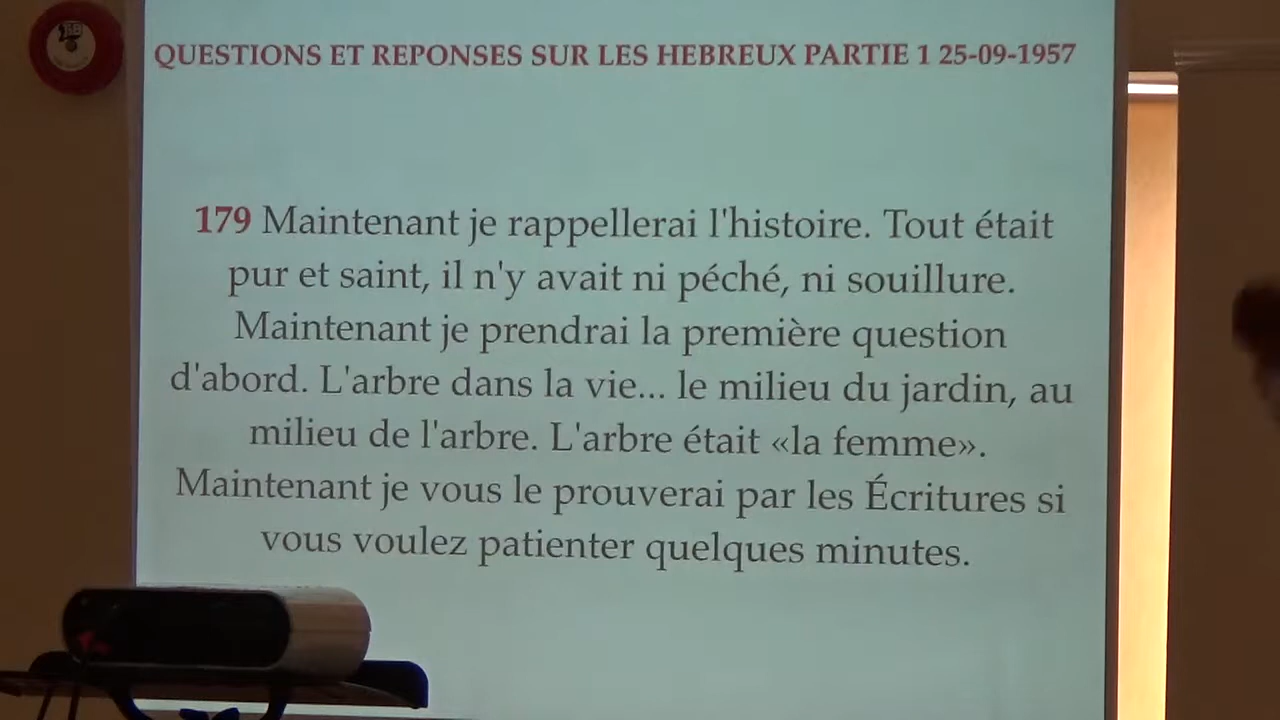 QUESTIONS ET REPONSES SUR LES HEBREUX PARTIE 1 25-09-1957
179 Maintenant je rappellerai l'histoire. Tout était
pur et saint, il n'y avait ni péché, ni souillure.
Maintenant je prendrai la première question
d'abord. L'arbre dans la vie... le milieu du jardin, au
milieu de l'arbre. L'arbre était «la femme».
Maintenant je vous le prouverai par les Écritures si
vous voulez patienter quelques minutes.